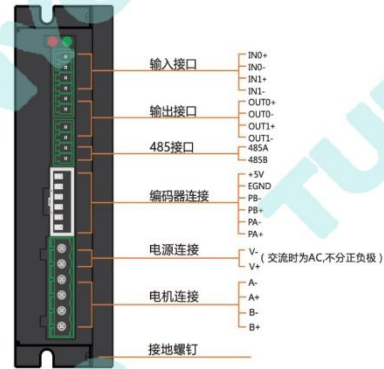 输入接口
IN0+
IN0-
IN1+
IN1-
输出接口
OUT0+
OUT0-
OUT1+
OUT1-
485接口
485A
485B
编码器连接
+5V
EGND
PB-
PB+
PA-
PA+
电源连接
V- (交流时为AC,不分正负极)
V+
电机连接
A-
A+
B-
B+
接地螺钉